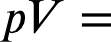 pV =